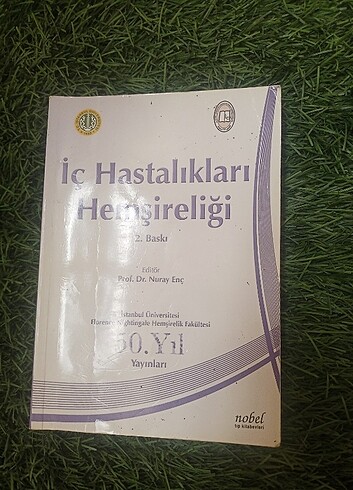 İç Hastalıkları
Hemşireliği
2. Baskı
Editör
Prof. Dr. Nuray Enç
İstanbul Üniversitesi
Florence Nightingale Hemşirelik Fakültesi
50.Yıl
Yayınları
nobel
tıp kitabevleri